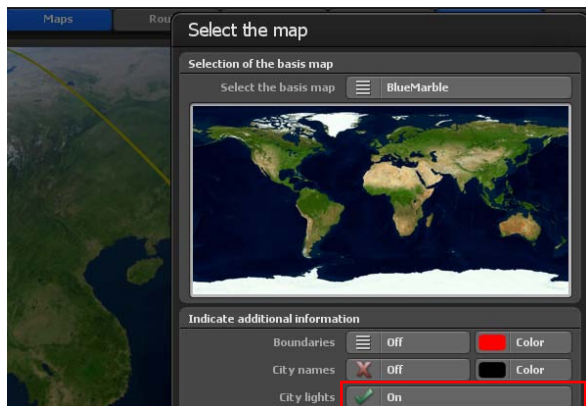 Maps
Rou
Select the map
Selection of the basis map
Select the basis map BlueMarble
Indicate additional information
Boundaries Off Color
City names Off Color
City lights On